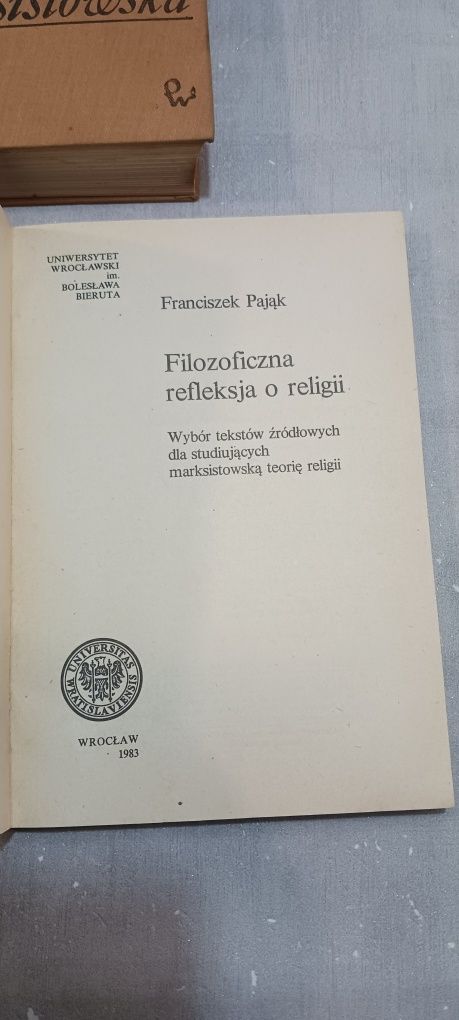 UNIWERSYTET
WROCŁAWSKI
im.
BOLESŁAWA
BIERUTA
Franciszek Pająk
Filozoficzna
refleksja o religii
Wybór tekstów źródłowych
dla studiujących
marksistowską teorię religii
UNIVERSITAS
WRATISLAVIENSIS
WROCŁAW
1983